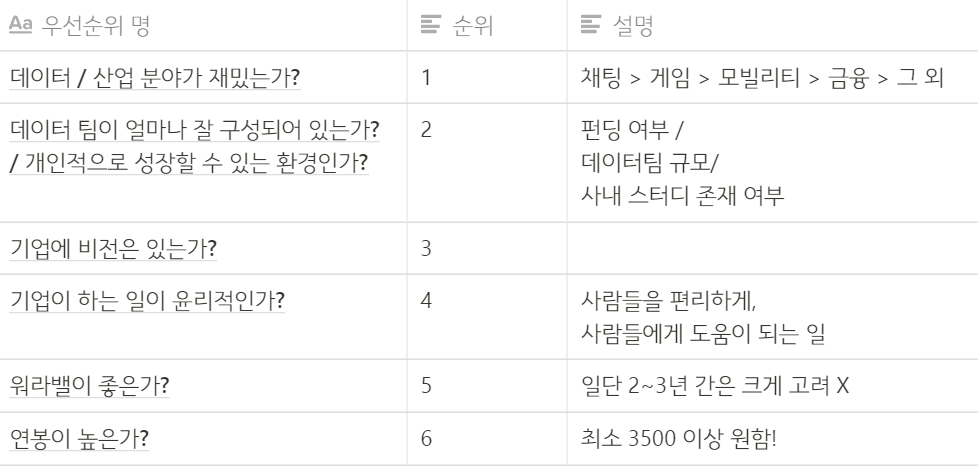 Aa 우선순위 명 순위 설명
데이터 / 산업 분야가 재밌는가? 1 채팅 > 게임 > 모빌리티 > 금융 > 그 외
데이터 팀이 얼마나 잘 구성되어 있는가?
/ 개인적으로 성장할 수 있는 환경인가?
2
펀딩 여부 /
데이터팀 규모/
사내 스터디 존재 여부
기업에 비전은 있는가? 3
기업이 하는 일이 윤리적인가? 4
사람들을 편리하게,
사람들에게 도움이 되는 일
워라밸이 좋은가? 5 일단 2~3년 간은 크게 고려 X
연봉이 높은가? 6 최소 3500 이상 원함!